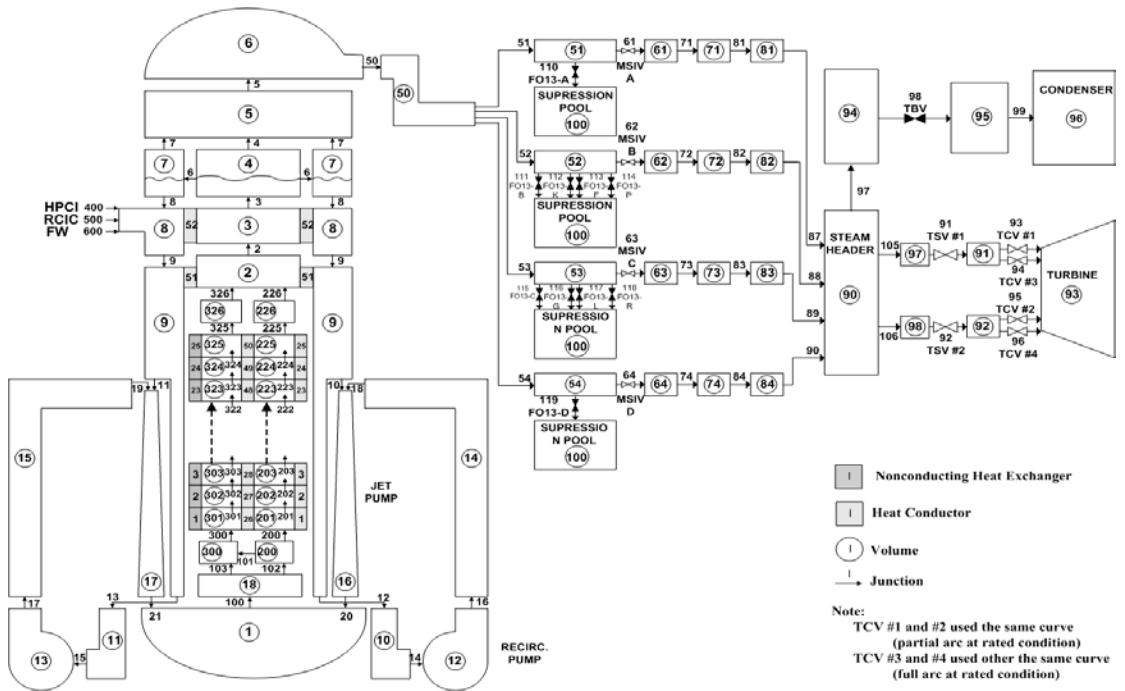 6
50
50
5
5
7
4
7
7
4
7
6
6
8
3
8
HPCI 400
RCIC 500
FW 600
8
52
3
52
8
9
2
9
51
2
51
9
9
326
226
326
226
325
225
25 325 50 225 25
24 324 324 49 224 224 24
23 323 323 48 223 223 23
322
222
19
11
10
18
15
14
JET
PUMP
3 303 303 28 203 203 3
2 302 302 27 202 202 2
1 301 301 26 201 201 1
300
200
300
101
200
103
102
18
100
17
16
13
12
21
20
17
16
1
11
10
13
15
14
12
RECIRC.
PUMP
51
51
61
MSIV
A
61
71
71
81
81
110
FO13-A
SUPRESSION
POOL
100
52
52
62
MSIV
B
62
72
72
82
82
111
FO13-
B
112
FO13-
K
113
FO13-
F
114
FO13-
P
SUPRESSION
POOL
100
53
53
63
MSIV
C
63
73
73
83
83
115
FO13-C
116
FO13-
G
117
FO13-
L
118
FO13-
R
SUPRESSIO
N POOL
100
54
54
64
MSIV
D
64
74
74
84
84
119
FO13-D
SUPRESSIO
N POOL
100
87
88
89
90
STEAM
HEADER
90
97
94
98
TBV
95
99
CONDENSER
96
105
97
91
TSV #1
91
93
TCV #1
94
TCV #3
106
98
92
TSV #2
92
95
TCV #2
96
TCV #4
TURBINE
93
I
Nonconducting Heat Exchanger
I
Heat Conductor
I
Volume
I
Junction
Note:
TCV #1 and #2 used the same curve
(partial arc at rated condition)
TCV #3 and #4 used other the same curve
(full arc at rated condition)